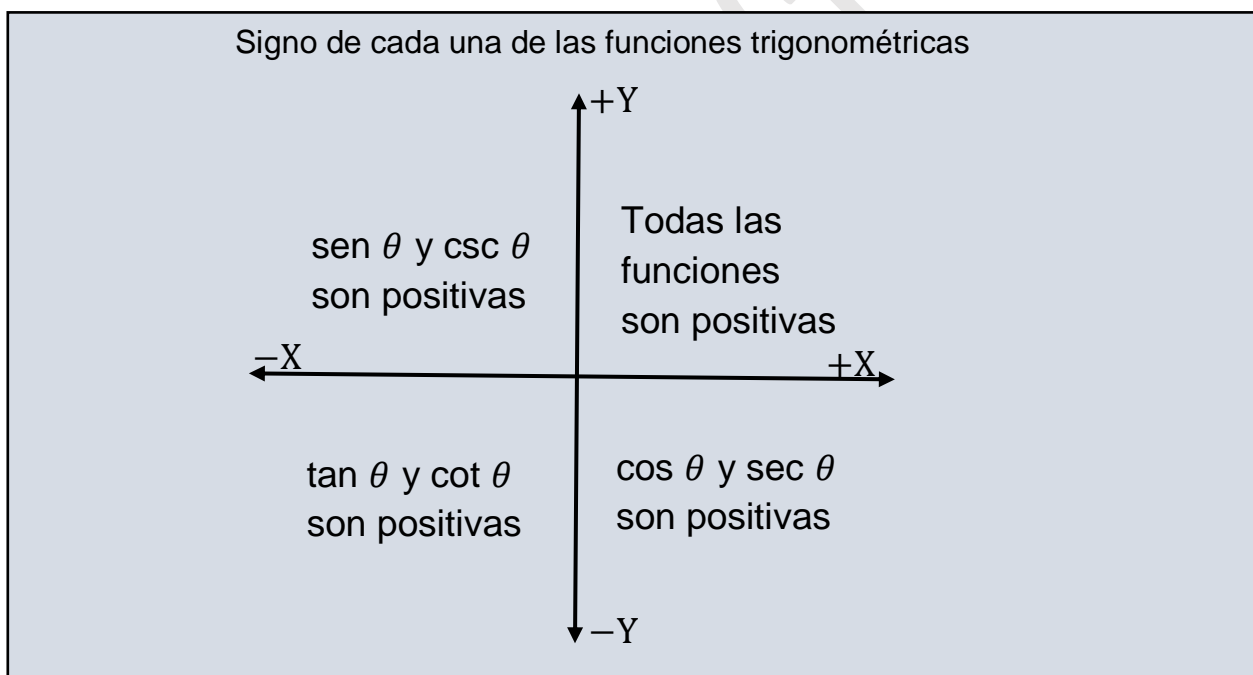 Signo de cada una de las funciones trigonométricas
+Y
sen θ y csc θ
son positivas
Todas las
funciones
son positivas
−X
+X
tan θ y cot θ
son positivas
cos θ y sec θ
son positivas
−Y